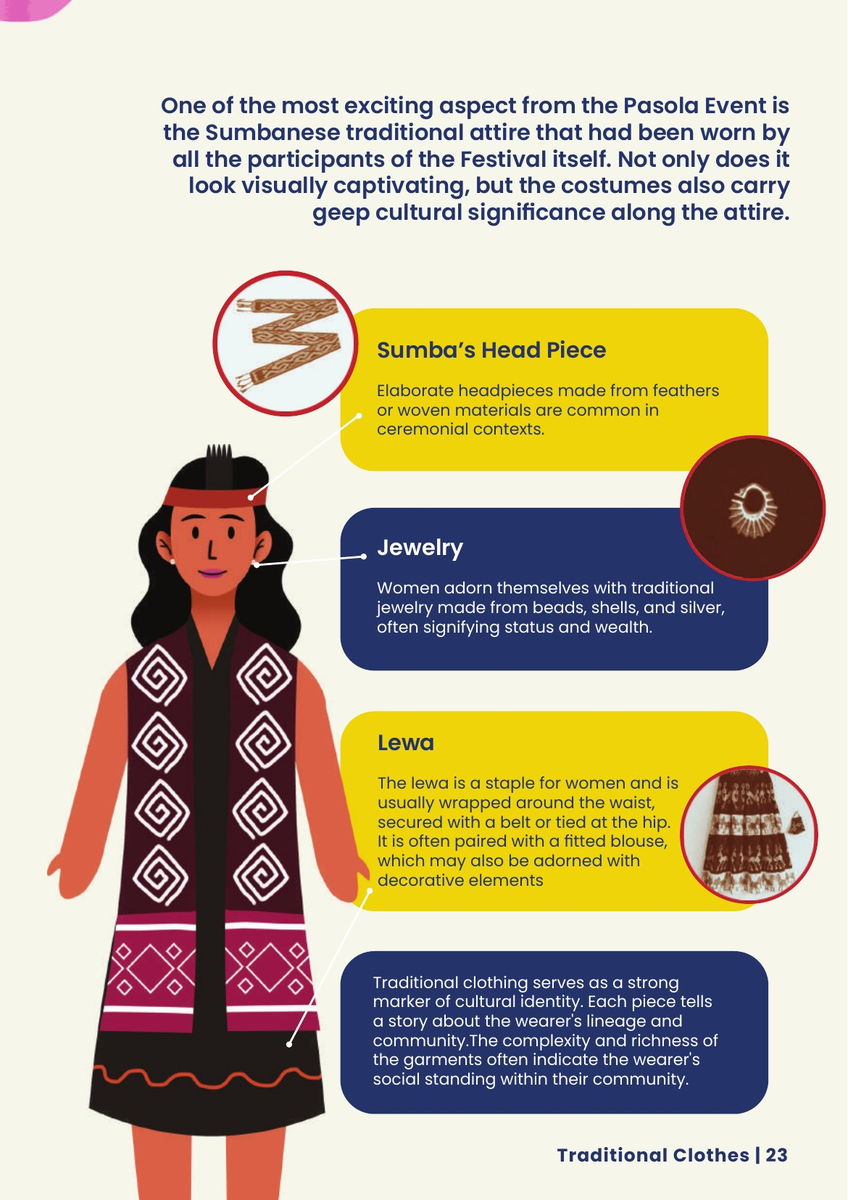 One of the most exciting aspect from the Pasola Event is
the Sumbanese traditional attire that had been worn by
all the participants of the Festival itself. Not only does it
look visually captivating, but the costumes also carry
geep cultural significance along the attire.
Sumba’s Head Piece
Elaborate headpieces made from feathers
or woven materials are common in
ceremonial contexts.
Jewelry
Women adorn themselves with traditional
jewelry made from beads, shells, and silver,
often signifying status and wealth.
Lewa
The lewa is a staple for women and is
usually wrapped around the waist,
secured with a belt or tied at the hip.
It is often paired with a fitted blouse,
which may also be adorned with
decorative elements
Traditional clothing serves as a strong
marker of cultural identity. Each piece tells
a story about the wearer's lineage and
community.The complexity and richness of
the garments often indicate the wearer's
social standing within their community.
Traditional Clothes | 23